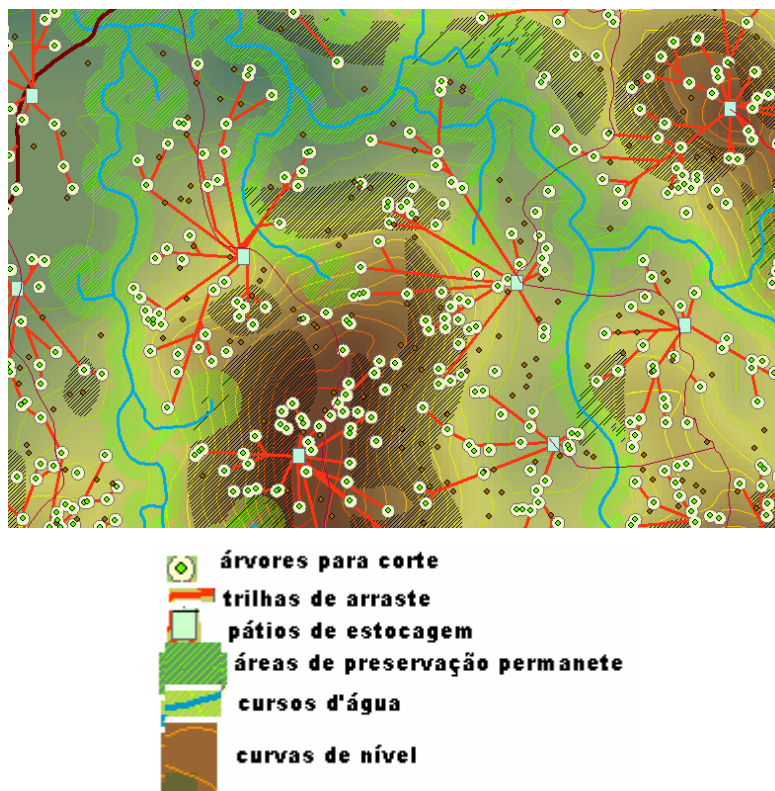 árvores para corte
trilhas de arraste
pátios de estocagem
áreas de preservação permanete
cursos d'água
curvas de nível